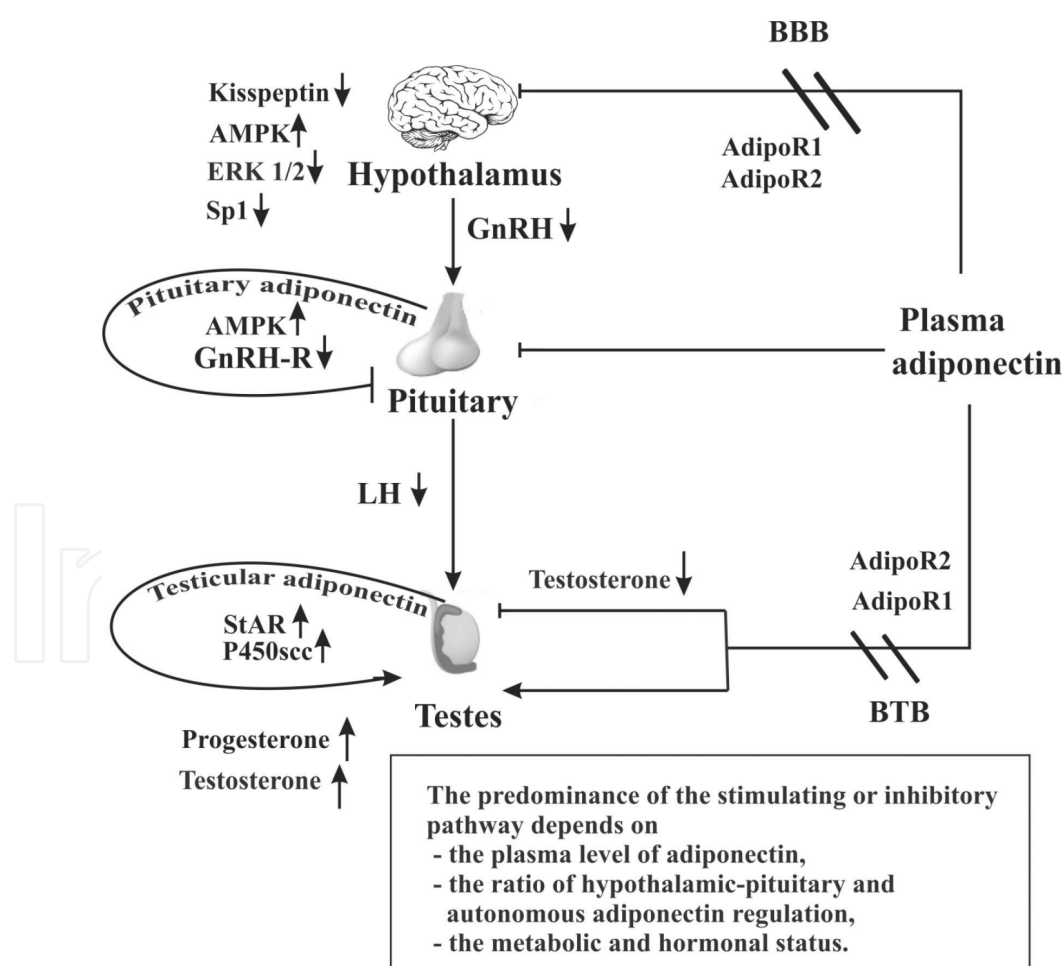 BBB
Kisspeptin
AMPK
ERK 1/2
Sp1
Hypothalamus
AdipoR1
AdipoR2
GnRH
Pituitary adiponectin
AMPK
GnRH-R
Pituitary
Plasma
adiponectin
LH
Testicular adiponectin
StAR
P450scc
Testosterone
AdipoR2
AdipoR1
Testes
BTB
Progesterone
Testosterone
The predominance of the stimulating or inhibitory
pathway depends on
- the plasma level of adiponectin,
- the ratio of hypothalamic-pituitary and
autonomous adiponectin regulation,
- the metabolic and hormonal status.